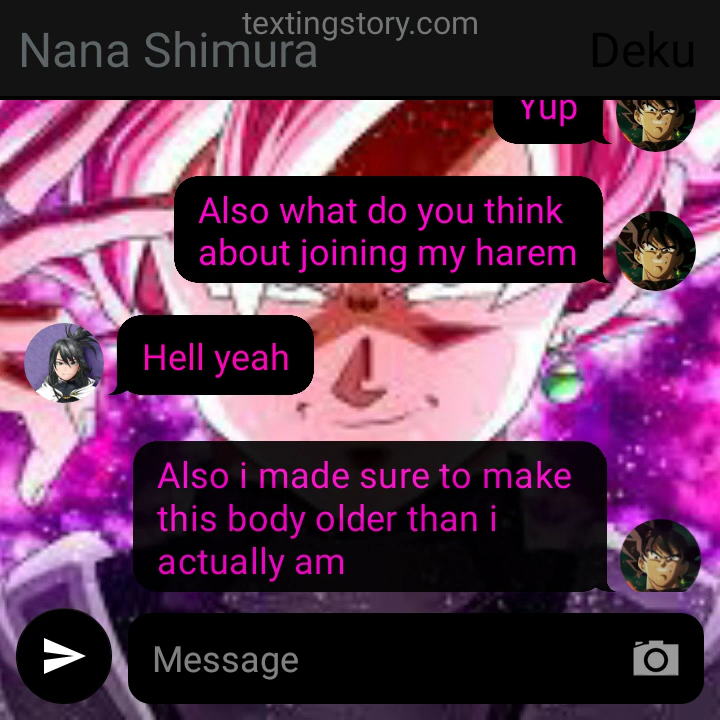 textingstory.com
Nana Shimura
Deku
Yup
Also what do you think
about joining my harem
Hell yeah
Also i made sure to make
this body older than i
actually am
Message